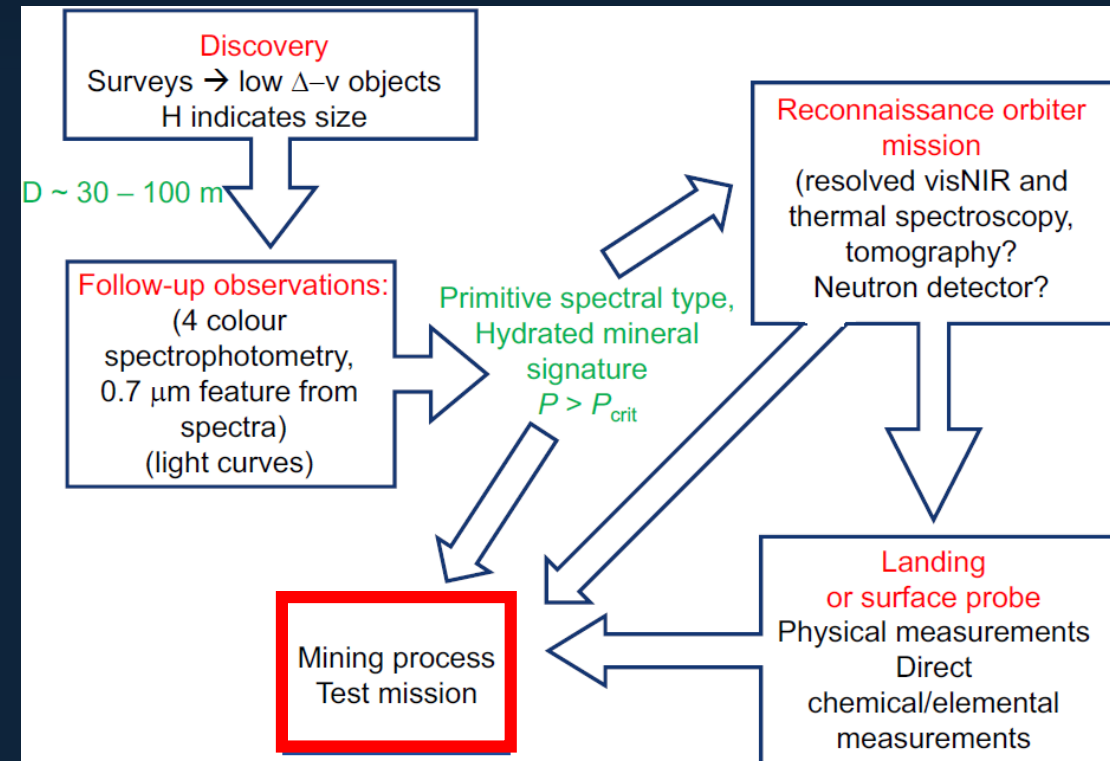 Discovery
Surveys → low Δ–v objects
H indicates size
D ~ 30 – 100 m
Follow-up observations:
(4 colour
spectrophotometry,
0.7 μm feature from
spectra)
(light curves)
Primitive spectral type,
Hydrated mineral
signature
P > Pcrit
Reconnaissance orbiter
mission
(resolved visNIR and
thermal spectroscopy,
tomography?
Neutron detector?
Landing
or surface probe
Physical measurements
Direct
chemical/elemental
measurements
Mining process
Test mission